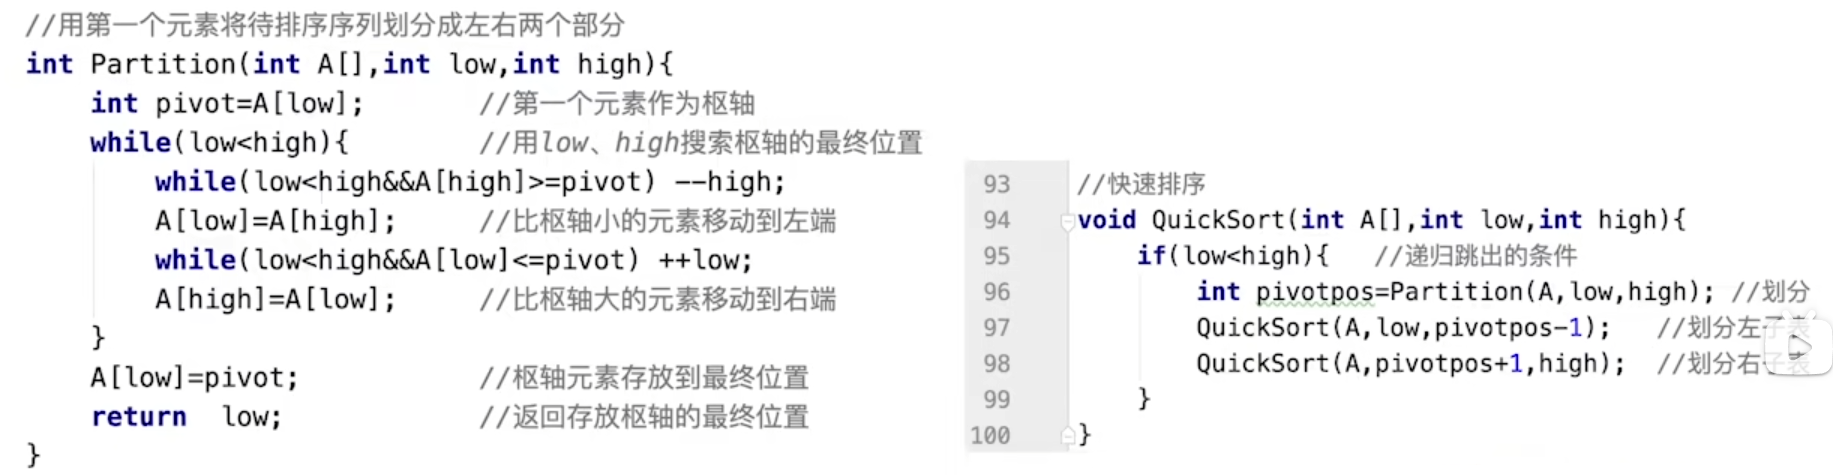 //用第一个元素将待排序序列划分成左右两个部分
int Partition(int A[],int low,int high){
    int pivot=A[low];        //第一个元素作为枢轴
    while(low<high){         //用low、high搜索枢轴的最终位置
        while(low<high&&A[high]>=pivot) --high;
        A[low]=A[high];      //比枢轴小的元素移动到左端
        while(low<high&&A[low]<=pivot) ++low;
        A[high]=A[low];      //比枢轴大的元素移动到右端
    }
    A[low]=pivot;            //枢轴元素存放到最终位置
    return  low;             //返回存放枢轴的最终位置
}
93 //快速排序
94 void QuickSort(int A[],int low,int high){
95     if(low<high){   //递归跳出的条件
96         int pivotpos=Partition(A,low,high); //划分
97         QuickSort(A,low,pivotpos-1);   //划分左子表
98         QuickSort(A,pivotpos+1,high);  //划分右子表
99     }
100 }